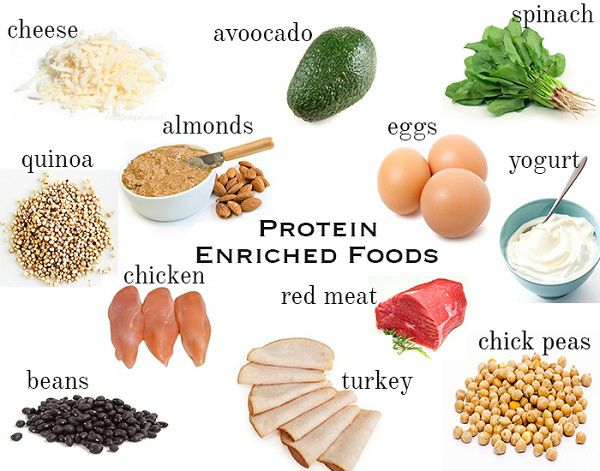 cheese
avoocado
spinach
almonds
eggs
quinoa
yogurt
Protein
Enriched Foods
chicken
red meat
chick peas
beans
turkey